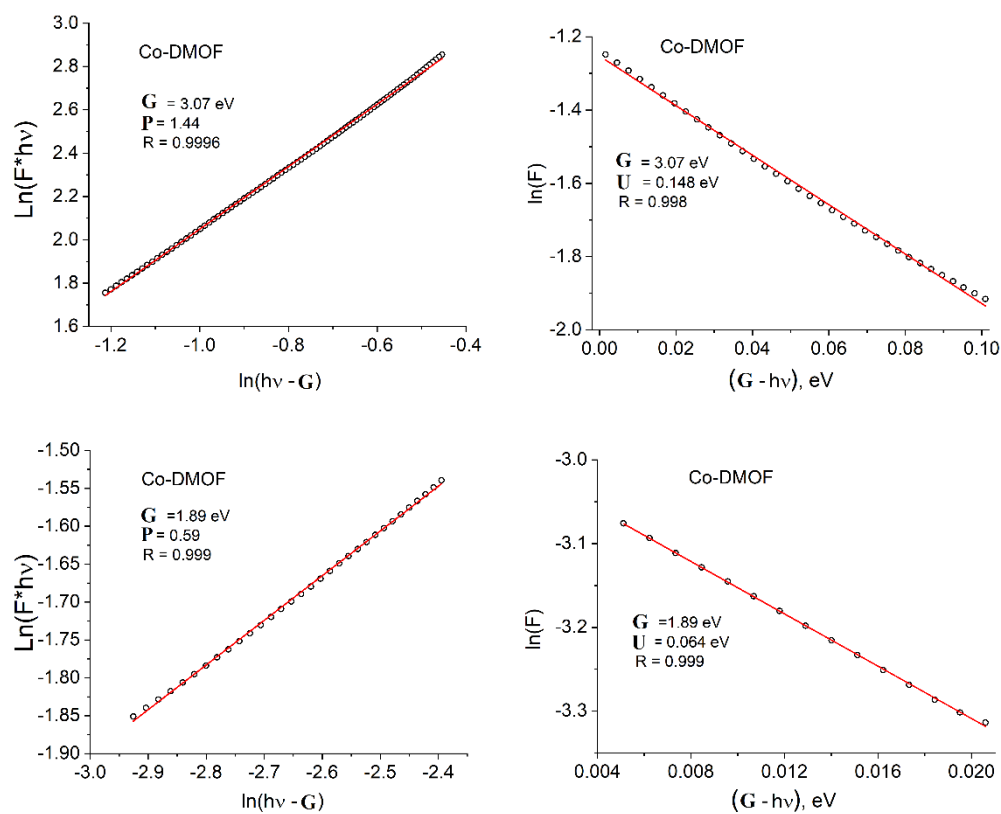 3.0
2.8
2.6
2.4
2.2
2.0
1.8
1.6
Ln(F*hν)
Co-DMOF
G = 3.07 eV
P = 1.44
R = 0.9996
-1.2 -1.0 -0.8 -0.6 -0.4
ln(hν - G)
-1.2
-1.4
-1.6
-1.8
-2.0
ln(F)
Co-DMOF
G = 3.07 eV
U = 0.148 eV
R = 0.998
0.00 0.02 0.04 0.06 0.08 0.10
(G - hν), eV
-1.50
-1.55
-1.60
-1.65
-1.70
-1.75
-1.80
-1.85
-1.90
Ln(F*hν)
Co-DMOF
G =1.89 eV
P = 0.59
R = 0.999
-3.0 -2.9 -2.8 -2.7 -2.6 -2.5 -2.4
ln(hν - G)
-3.0
-3.1
-3.2
-3.3
ln(F)
Co-DMOF
G =1.89 eV
U = 0.064 eV
R = 0.999
0.004 0.008 0.012 0.016 0.020
(G - hν), eV